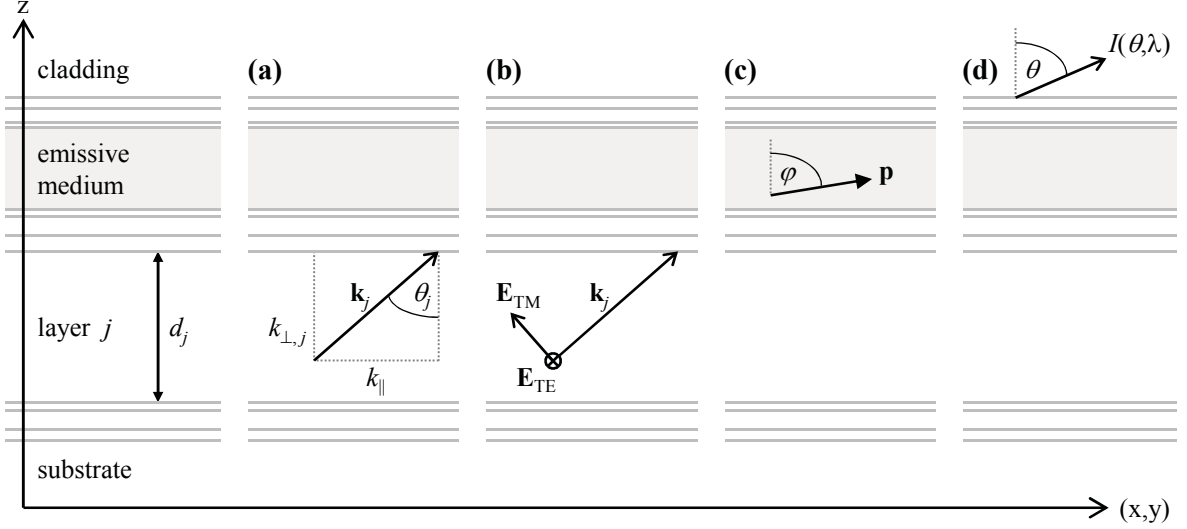 z
cladding
emissive
medium
layer j
d_j
substrate
(x,y)
(a)
k_j
θ_j
k_⊥,j
k_∥
(b)
E_TM
k_j
E_TE
(c)
φ
p
(d)
I(θ,λ)
θ